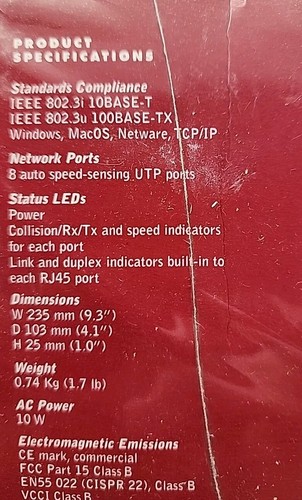 PRODUCT
SPECIFICATIONS
Standards Compliance
IEEE 802.3i 10BASE-T
IEEE 802.3u 100BASE-TX
Windows, MacOS, Netware, TCP/IP
Network Ports
8 auto speed-sensing UTP ports
Status LEDs
Power
Collision/Rx/Tx and speed indicators
for each port
Link and duplex indicators built-in to
each RJ45 port
Dimensions
W 235 mm (9.3”)
D 103 mm (4.1”)
H 25 mm (1.0”)
Weight
0.74 Kg (1.7 lb)
AC Power
10 W
Electromagnetic Emissions
CE mark, commercial
FCC Part 15 Class B
EN55 022 (CISPR 22), Class B
VCCI Class B